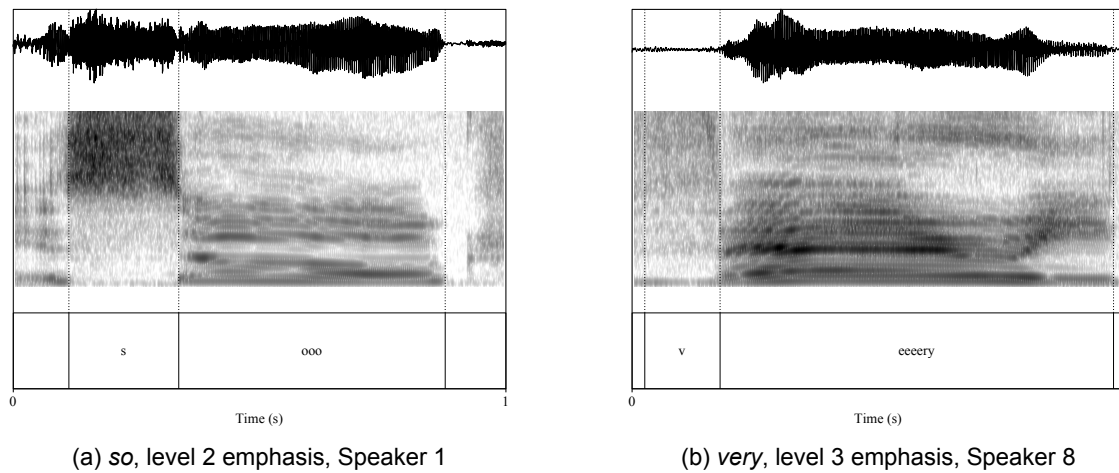 s ooo
v eeeery
0 1
0
Time (s) Time (s)
(a) so, level 2 emphasis, Speaker 1
(b) very, level 3 emphasis, Speaker 8